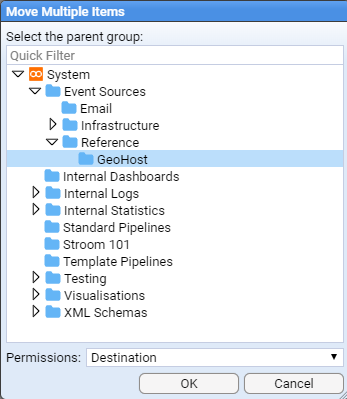 Move Multiple Items
Select the parent group:
Quick Filter
System
Event Sources
Email
Infrastructure
Reference
GeoHost
Internal Dashboards
Internal Logs
Internal Statistics
Standard Pipelines
Stroom 101
Template Pipelines
Testing
Visualisations
XML Schemas
Permissions: Destination
OK Cancel